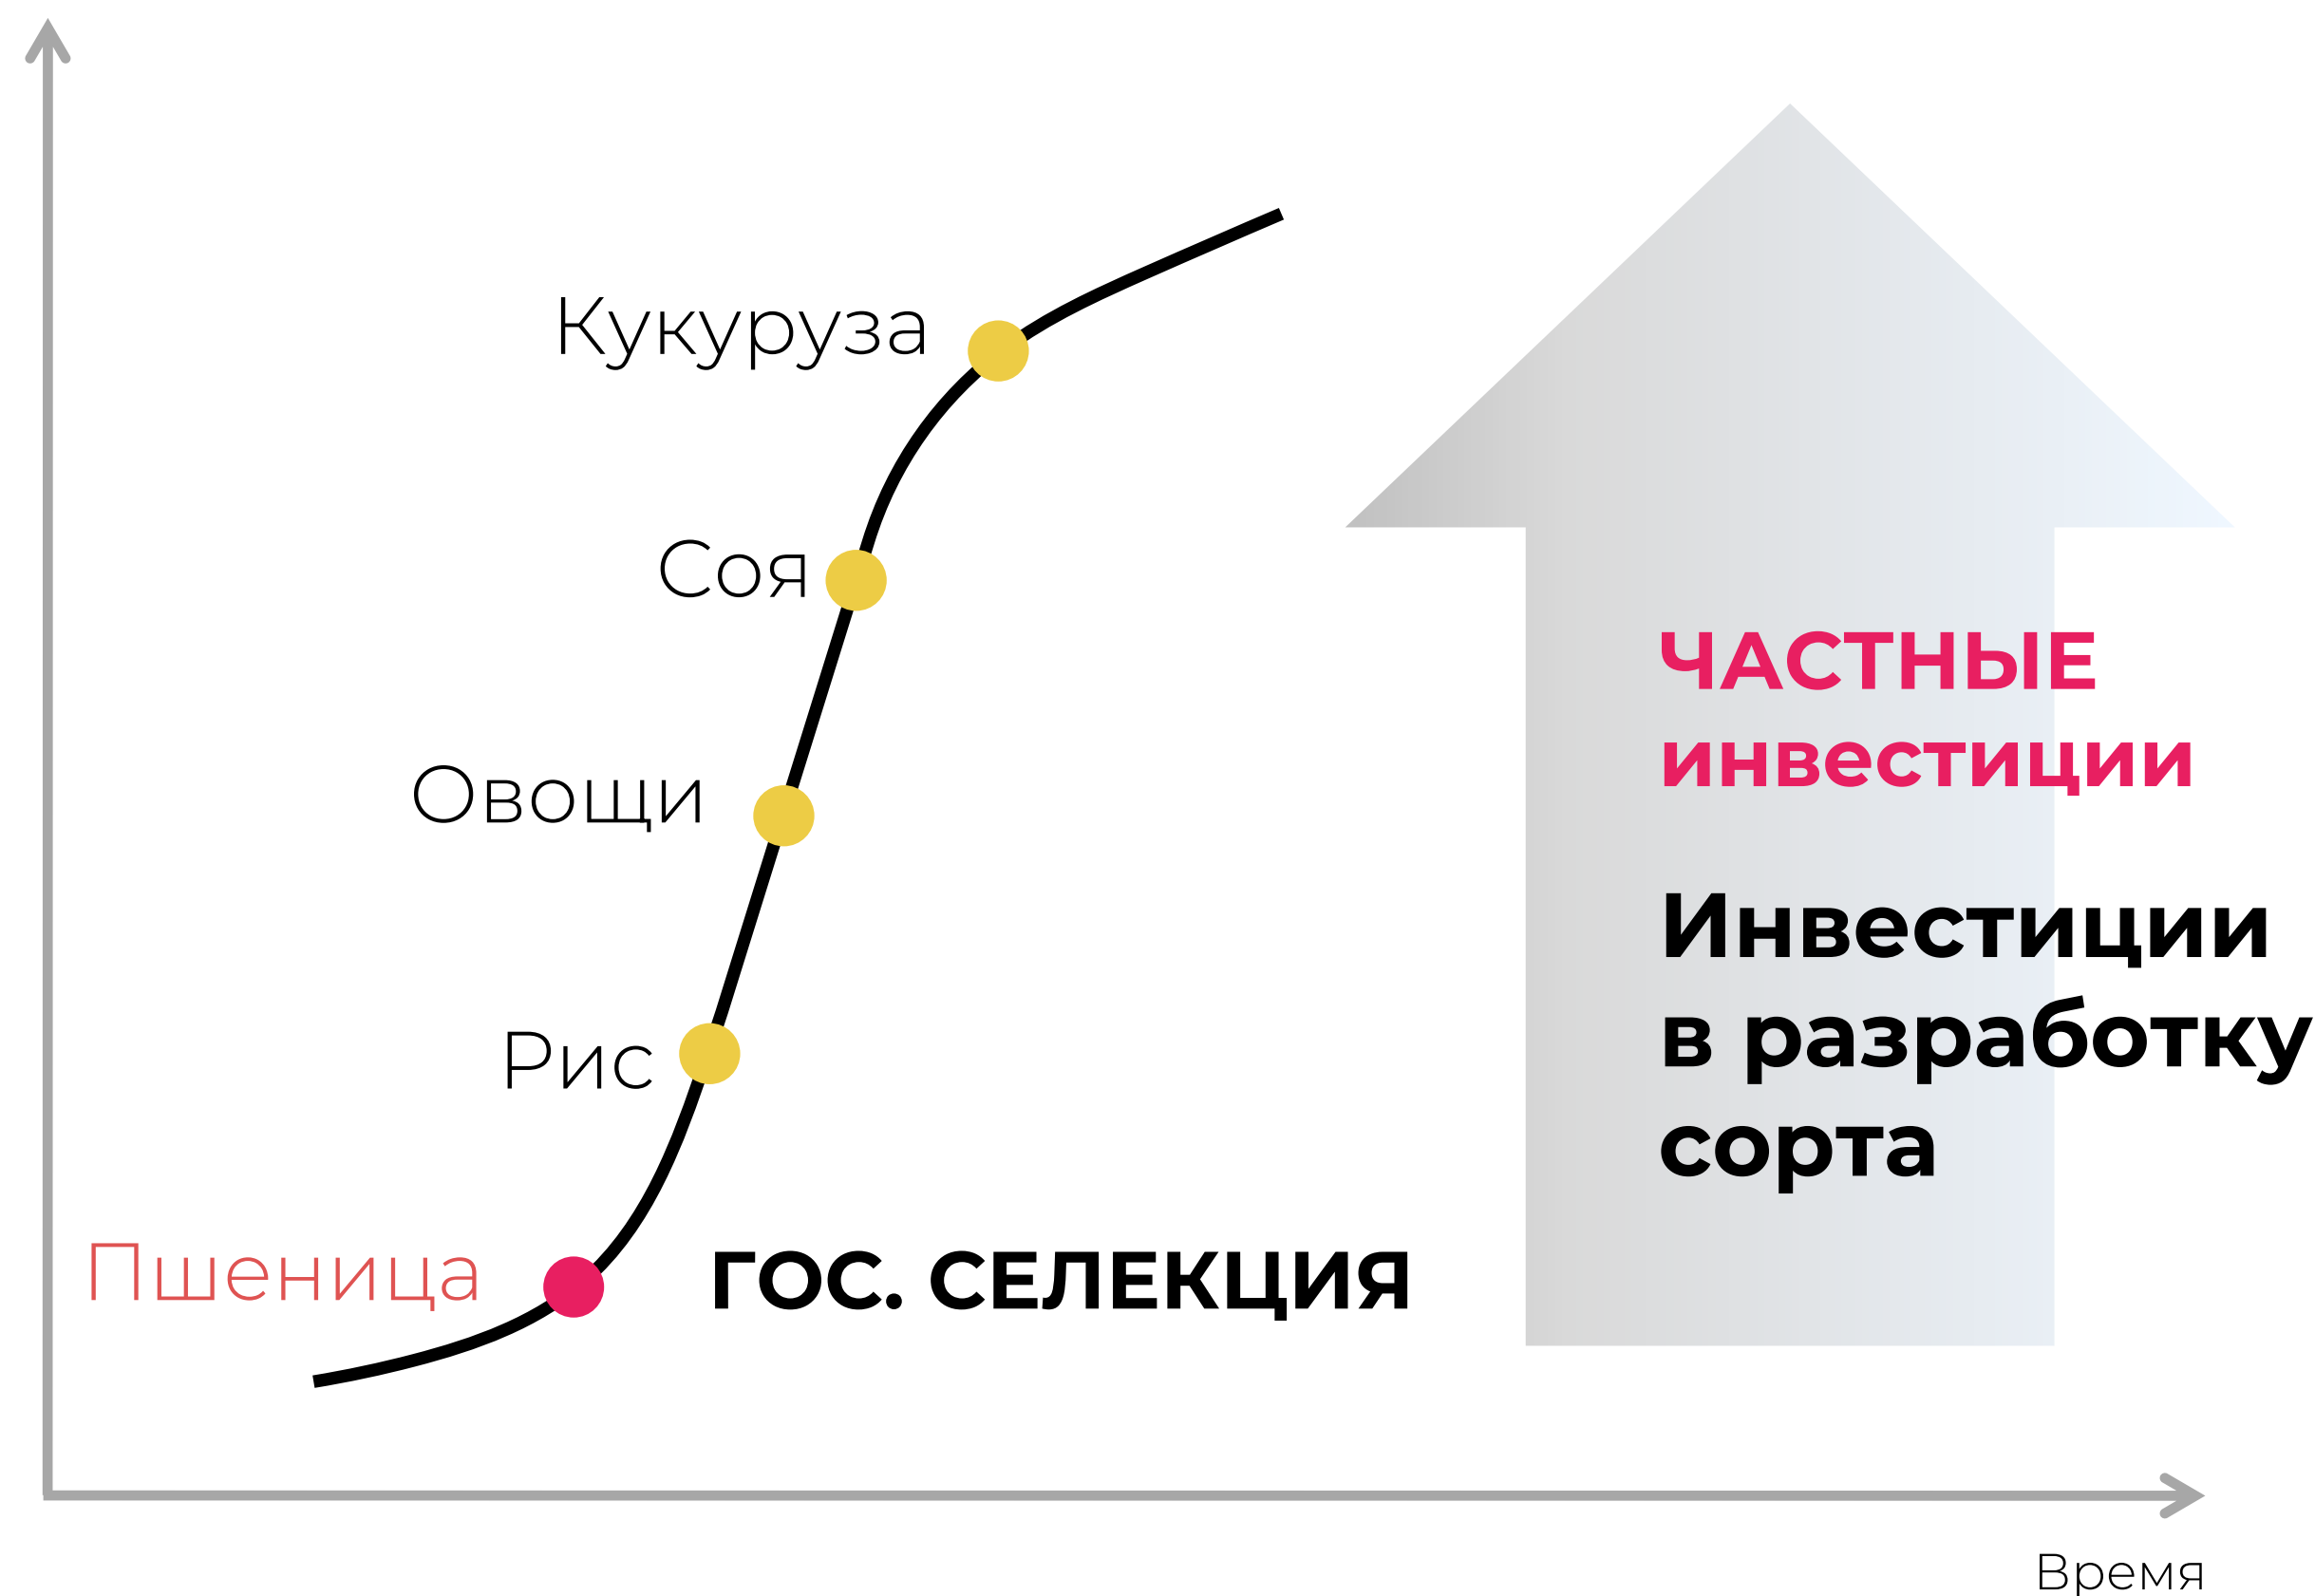 Кукуруза
Соя
Овощи
Рис
Пшеница
ГОС. СЕЛЕКЦИЯ
ЧАСТНЫЕ
инвестиции
Инвестиции
в разработку
сорта
Время